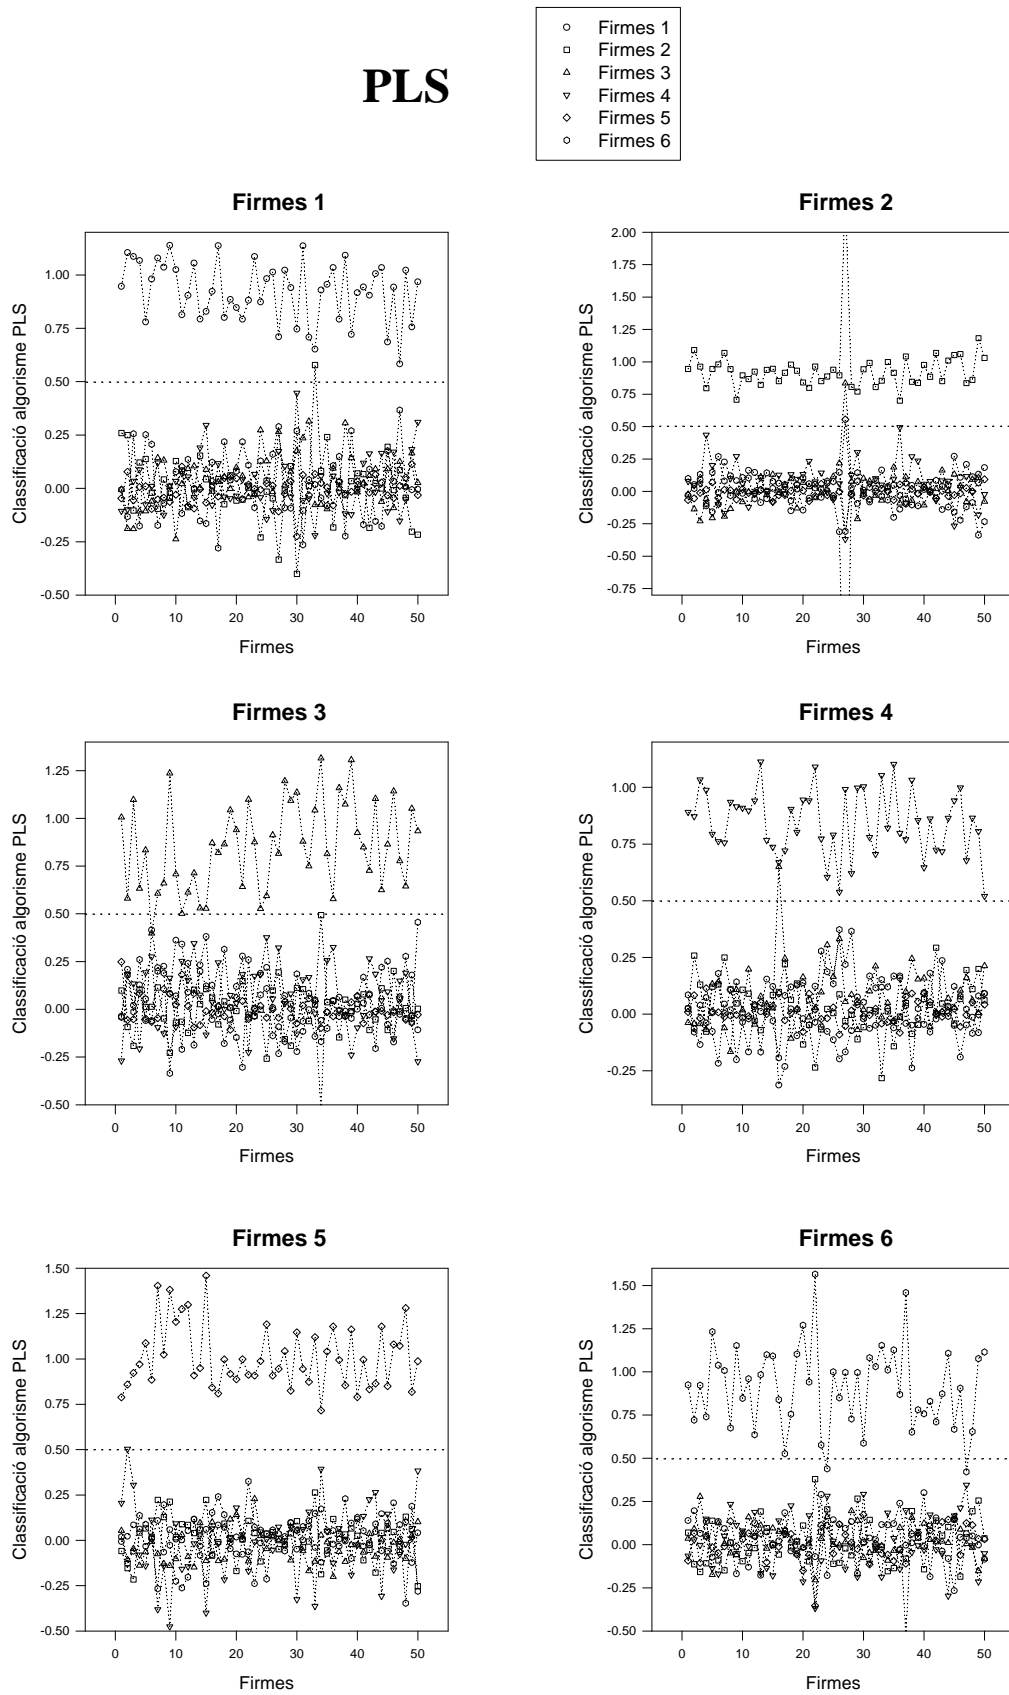 PLS
Firmes 1
Firmes 2
Firmes 3
Firmes 4
Firmes 5
Firmes 6
Firmes 1
Classificació algorisme PLS
1.00
0.75
0.50
0.25
0.00
-0.25
-0.50
0 10 20 30 40 50
Firmes
Firmes 2
Classificació algorisme PLS
2.00
1.75
1.50
1.25
1.00
0.75
0.50
0.25
0.00
-0.25
-0.50
-0.75
0 10 20 30 40 50
Firmes
Firmes 3
Classificació algorisme PLS
1.25
1.00
0.75
0.50
0.25
0.00
-0.25
-0.50
0 10 20 30 40 50
Firmes
Firmes 4
Classificació algorisme PLS
1.00
0.75
0.50
0.25
0.00
-0.25
0 10 20 30 40 50
Firmes
Firmes 5
Classificació algorisme PLS
1.50
1.25
1.00
0.75
0.50
0.25
0.00
-0.25
-0.50
0 10 20 30 40 50
Firmes
Firmes 6
Classificació algorisme PLS
1.50
1.25
1.00
0.75
0.50
0.25
0.00
-0.25
-0.50
0 10 20 30 40 50
Firmes